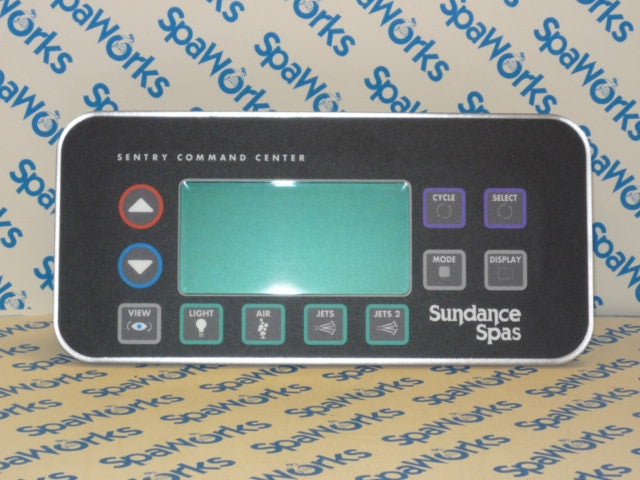 SENTRY COMMAND CENTER
CYCLE
SELECT
MODE
DISPLAY
VIEW
LIGHT
AIR
JETS
JETS 2
Sundance
Spas
SpaWorks